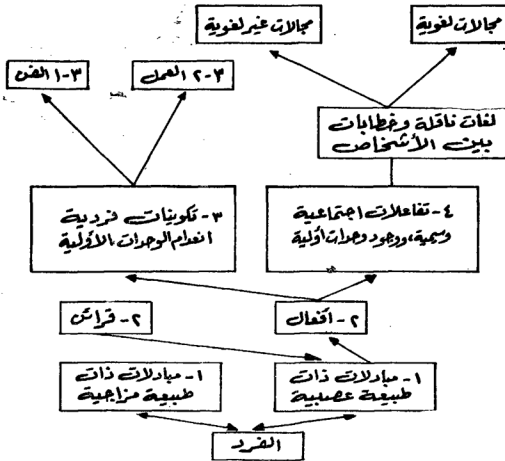 مجالات لغوية
مجالات غير لغوية
٣-٢ العمل
٣-١ الفن
لغات ناقلة وخطابات
بين الأشخاص
٤- تفاعلات اجتماعية
وسمية، ووجود وحدات أولية
٣- تكوينات فردية
انعدام الوحدات الأولية
٢- افعال
٢- قرائن
١- مبادلات ذات
طبيعة عصبية
١- مبادلات ذات
طبيعة مزاجية
الفرد